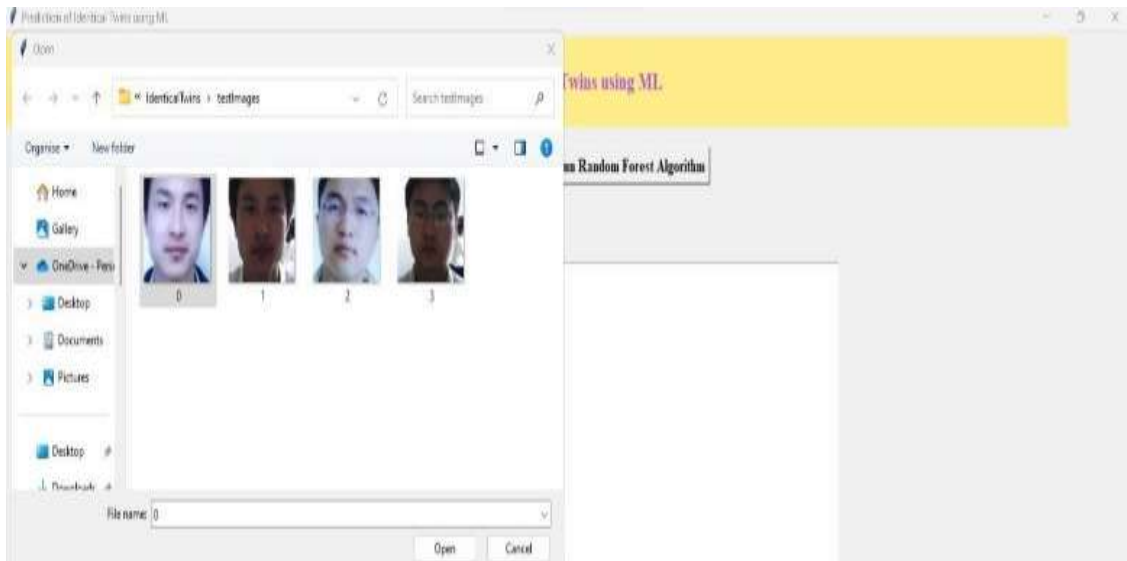 Prediction of Identical Twins using ML
Open
Twins using ML
IdenticalTwins › testImages
Search testImages
Organise
New folder
Random Forest Algorithm
Home
Gallery
OneDrive - Pers
Desktop
Documents
Pictures
0
1
2
3
Desktop
Downloads
File name: 0
Open
Cancel